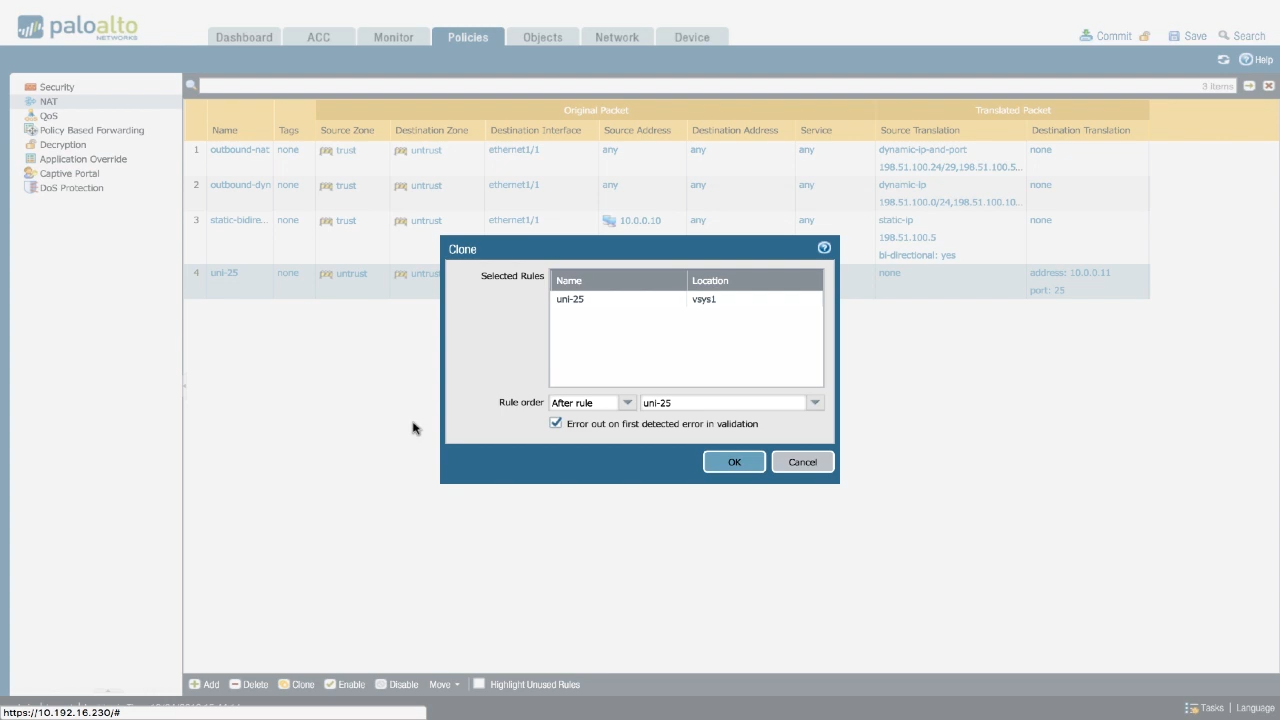 paloalto
NETWORKS
Dashboard ACC Monitor Policies Objects Network Device
Commit Save Search
Help
Security
NAT
QoS
Policy Based Forwarding
Decryption
Application Override
Captive Portal
DoS Protection
3 items
Original Packet Translated Packet
Name Tags Source Zone Destination Zone Destination Interface Source Address Destination Address Service Source Translation Destination Translation
1 outbound-nat none trust untrust ethernet1/1 any any any dynamic-ip-and-port none
198.51.100.24/29,198.51.100.5...
2 outbound-dyn none trust untrust ethernet1/1 any any any dynamic-ip none
198.51.100.0/24,198.51.100.10...
3 static-bidire... none trust untrust ethernet1/1 10.0.0.10 any any static-ip none
198.51.100.5
bi-directional: yes
4 uni-25 none untrust untrust none address: 10.0.0.11
port: 25
Clone
Selected Rules
Name Location
uni-25 vsys1
Rule order After rule uni-25
Error out on first detected error in validation
OK Cancel
Add Delete Clone Enable Disable Move Highlight Unused Rules
https://10.192.16.230/#
Tasks | Language